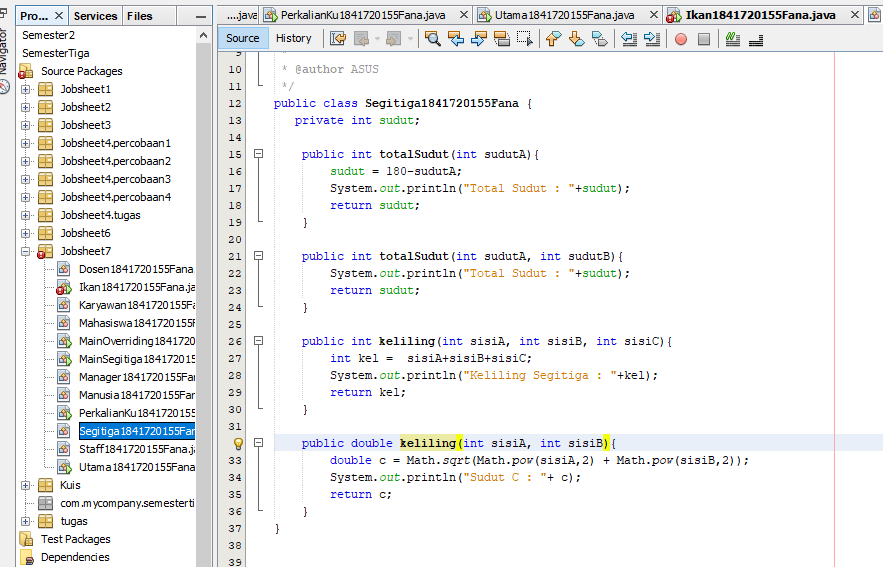 Pro... × Services Files —
Navigator
Semester2
SemesterTiga
Source Packages
Jobsheet1
Jobsheet2
Jobsheet3
Jobsheet4.percobaan1
Jobsheet4.percobaan2
Jobsheet4.percobaan3
Jobsheet4.percobaan4
Jobsheet4.tugas
Jobsheet6
Jobsheet7
Dosen1841720155Fana.
Ikan1841720155Fana.ja
Karyawan1841720155Fa
Mahasiswa1841720155F
MainOverriding1841720
MainSegitiga184172015
Manager1841720155Fa
Manusia1841720155Fan
PerkalianKu184172015
Segitiga1841720155Fan
Staff1841720155Fana.j
Utama1841720155Fana
Kuis
com.mycompany.semesterti
tugas
Test Packages
Dependencies
....java PerkalianKu1841720155Fana.java × Utama1841720155Fana.java × Ikan1841720155Fana.java ×
Source History
9 *
10 * @author ASUS
11 */
12 public class Segitiga1841720155Fana {
13 private int sudut;
14
15 public int totalSudut(int sudutA){
16 sudut = 180-sudutA;
17 System.out.println("Total Sudut : "+sudut);
18 return sudut;
19 }
20
21 public int totalSudut(int sudutA, int sudutB){
22 System.out.println("Total Sudut : "+sudut);
23 return sudut;
24 }
25
26 public int keliling(int sisiA, int sisiB, int sisiC){
27 int kel =  sisiA+sisiB+sisiC;
28 System.out.println("Keliling Segitiga : "+kel);
29 return kel;
30 }
31
public double keliling(int sisiA, int sisiB){
33 double c = Math.sqrt(Math.pow(sisiA,2) + Math.pow(sisiB,2));
34 System.out.println("Sudut C : "+ c);
35 return c;
36 }
37 }
38
39